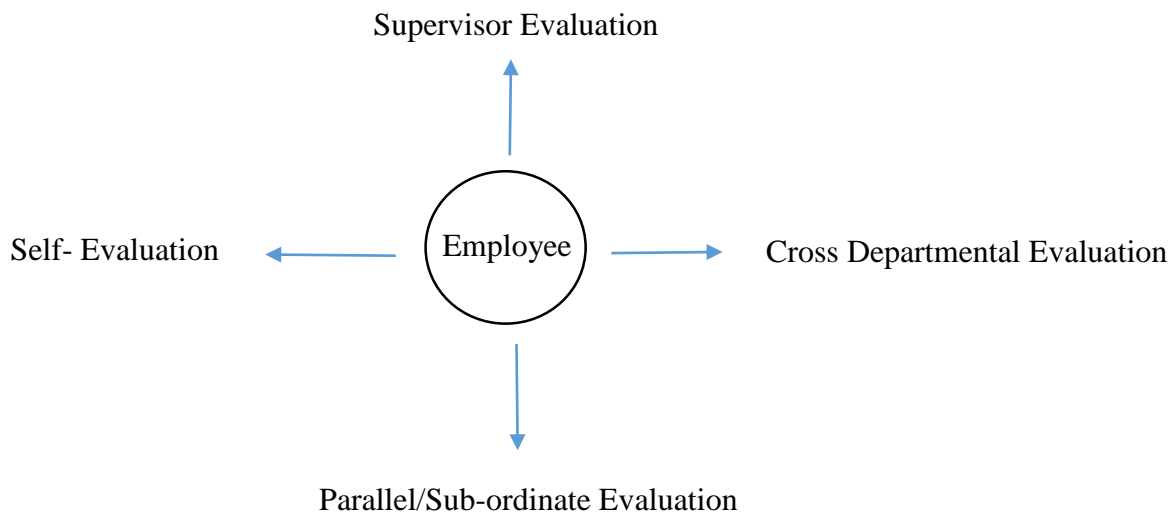 Supervisor Evaluation
Employee
Self- Evaluation
Cross Departmental Evaluation
Parallel/Sub-ordinate Evaluation